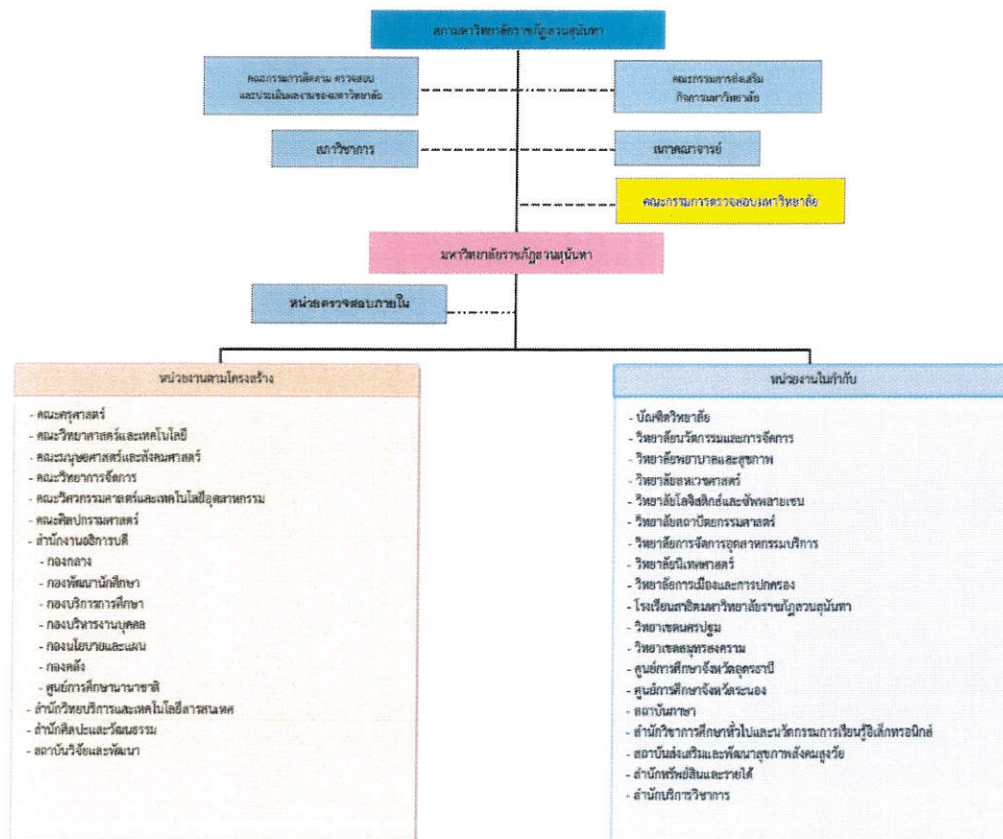 สภามหาวิทยาลัยราชภัฏสวนสุนันทา
คณะกรรมการติดตาม ตรวจสอบ
และประเมินผลงานของมหาวิทยาลัย
คณะกรรมการส่งเสริม
กิจการมหาวิทยาลัย
สภาวิชาการ
สภาคณาจารย์
คณะกรรมการตรวจสอบมหาวิทยาลัย
มหาวิทยาลัยราชภัฏสวนสุนันทา
หน่วยตรวจสอบภายใน
หน่วยงานตามโครงสร้าง
- คณะครุศาสตร์
- คณะวิทยาศาสตร์และเทคโนโลยี
- คณะมนุษยศาสตร์และสังคมศาสตร์
- คณะวิทยาการจัดการ
- คณะวิศวกรรมศาสตร์และเทคโนโลยีอุตสาหกรรม
- คณะศิลปกรรมศาสตร์
- สำนักงานอธิการบดี
- กองกลาง
- กองพัฒนานักศึกษา
- กองบริการการศึกษา
- กองบริหารงานบุคคล
- กองนโยบายและแผน
- กองคลัง
- ศูนย์การศึกษานานาชาติ
- สำนักวิทยบริการและเทคโนโลยีสารสนเทศ
- สำนักศิลปะและวัฒนธรรม
- สถาบันวิจัยและพัฒนา
หน่วยงานในกำกับ
- บัณฑิตวิทยาลัย
- วิทยาลัยนวัตกรรมและการจัดการ
- วิทยาลัยพยาบาลและสุขภาพ
- วิทยาลัยสหเวชศาสตร์
- วิทยาลัยโลจิสติกส์และซัพพลายเชน
- วิทยาลัยสถาปัตยกรรมศาสตร์
- วิทยาลัยการจัดการอุตสาหกรรมบริการ
- วิทยาลัยนิเทศศาสตร์
- วิทยาลัยการเมืองและการปกครอง
- โรงเรียนสาธิตมหาวิทยาลัยราชภัฏสวนสุนันทา
- วิทยาเขตนครปฐม
- วิทยาเขตสมุทรสงคราม
- ศูนย์การศึกษาจังหวัดอุดรธานี
- ศูนย์การศึกษาจังหวัดระนอง
- สถาบันภาษา
- สำนักวิชาการศึกษาทั่วไปและนวัตกรรมการเรียนรู้อิเล็กทรอนิกส์
- สถาบันส่งเสริมและพัฒนาสุขภาพสังคมสูงวัย
- สำนักทรัพย์สินและรายได้
- สำนักบริการวิชาการ